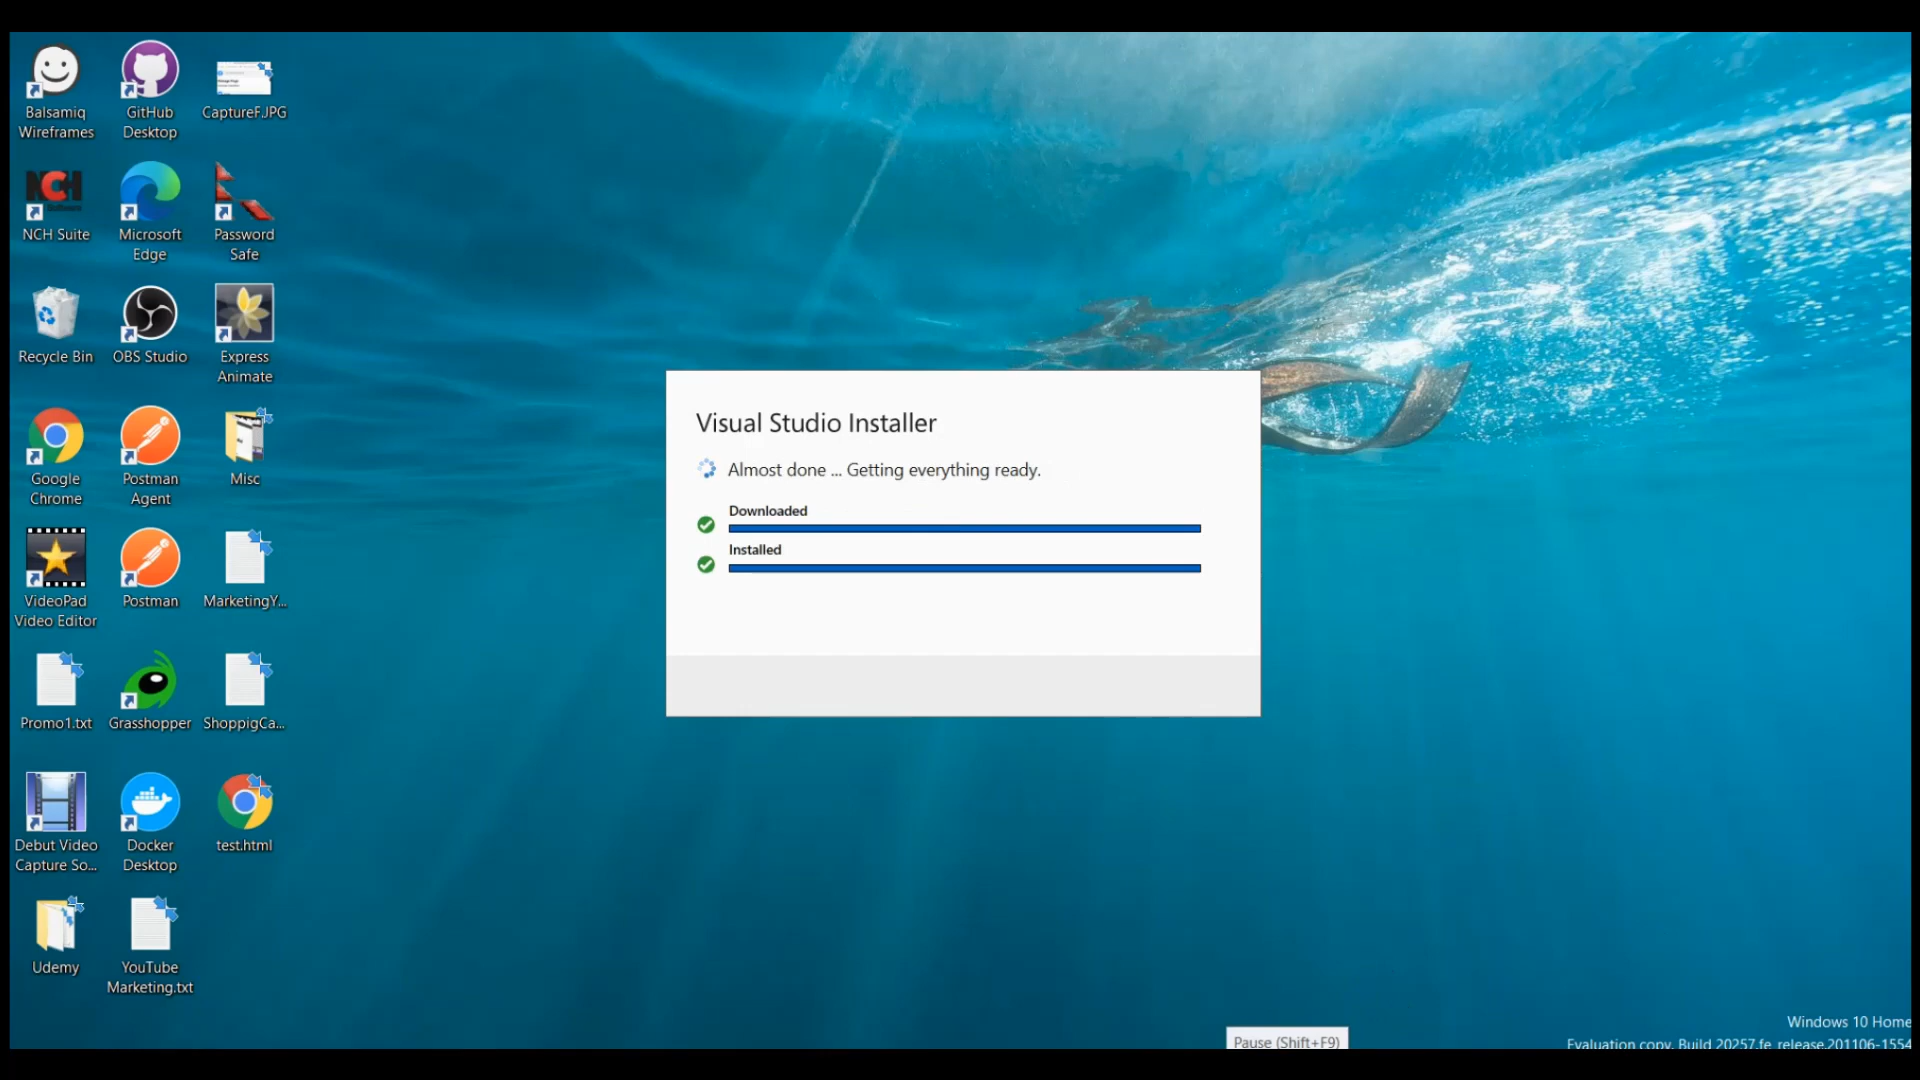 Balsamiq
Wireframes
GitHub
Desktop
CaptureF.JPG
NCH
NCH Suite
Microsoft
Edge
Password
Safe
Recycle Bin
OBS Studio
Express
Animate
Google
Chrome
Postman
Agent
Misc
VideoPad
Video Editor
Postman
MarketingY...
Promo1.txt
Grasshopper
ShoppigCa...
Debut Video
Capture So...
Docker
Desktop
test.html
Udemy
YouTube
Marketing.txt
Visual Studio Installer
Almost done ... Getting everything ready.
Downloaded
Installed
Pause (Shift+F9)
Windows 10 Home
Evaluation copy. Build 20257.fe_release.201106-1554